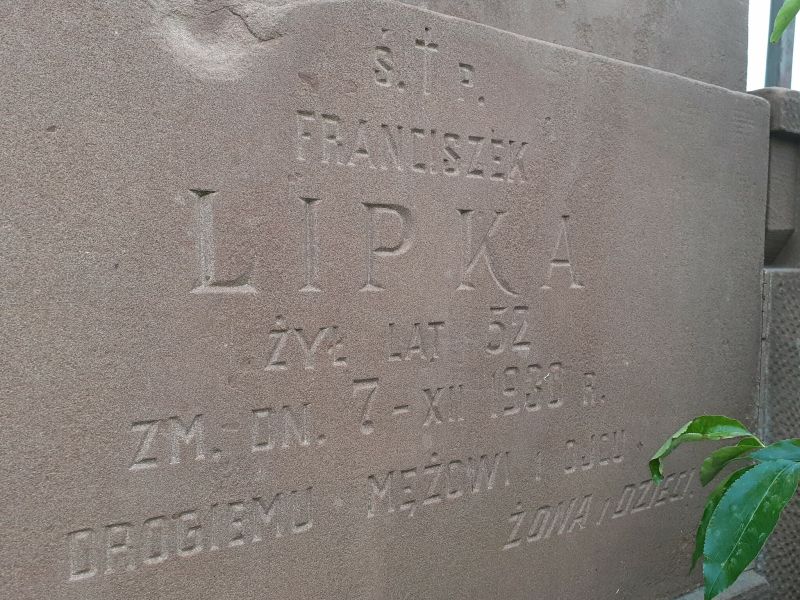 Ś. † P.
FRANCISZEK
LIPKA
ŻYŁ LAT 52
ZM. DN. 7-XII 1930 R.
DROGIEMU MĘŻOWI I OJCU
ŻONA I DZIECI.